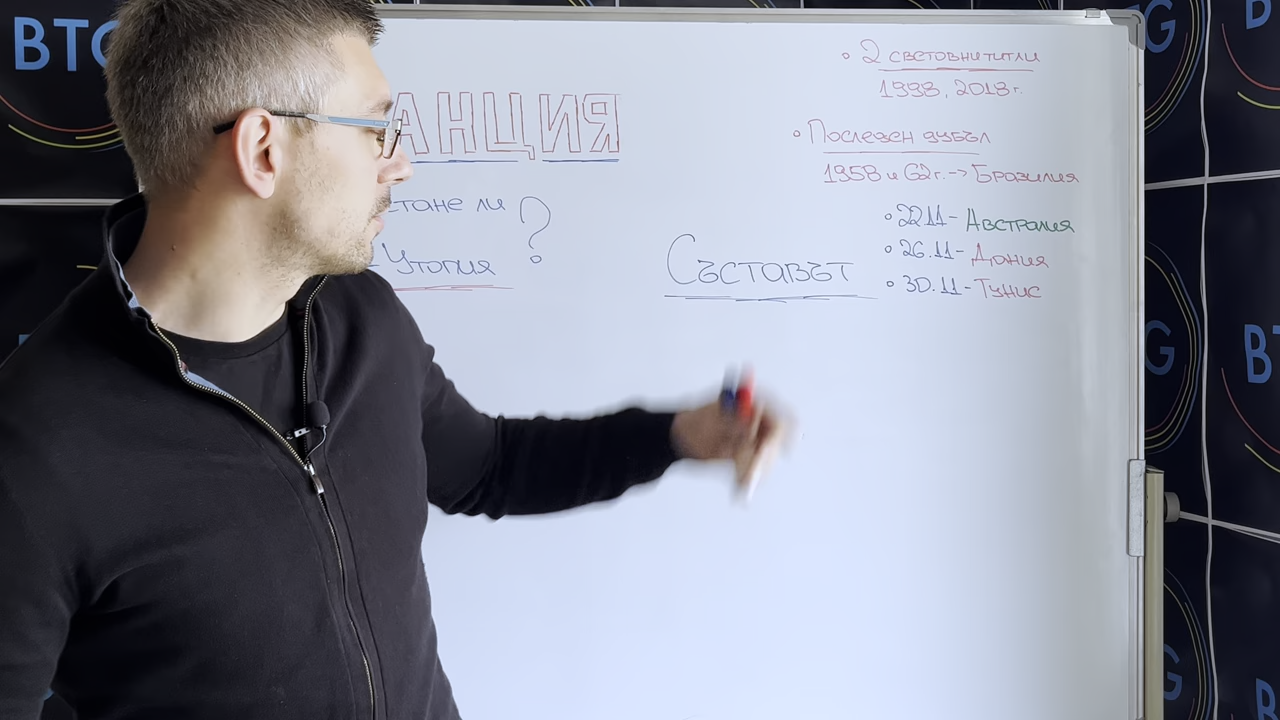 BTG
АНЦИЯ
стане ли ?
Утопия
Съставът
• 2 световни титли
1998, 2018 г.
• Последен дубъл
1958 и 62 г. -> Бразилия
• 22.11 - Австралия
• 26.11 - Дания
• 30.11 - Тунис
G
B
G
BT
G
B